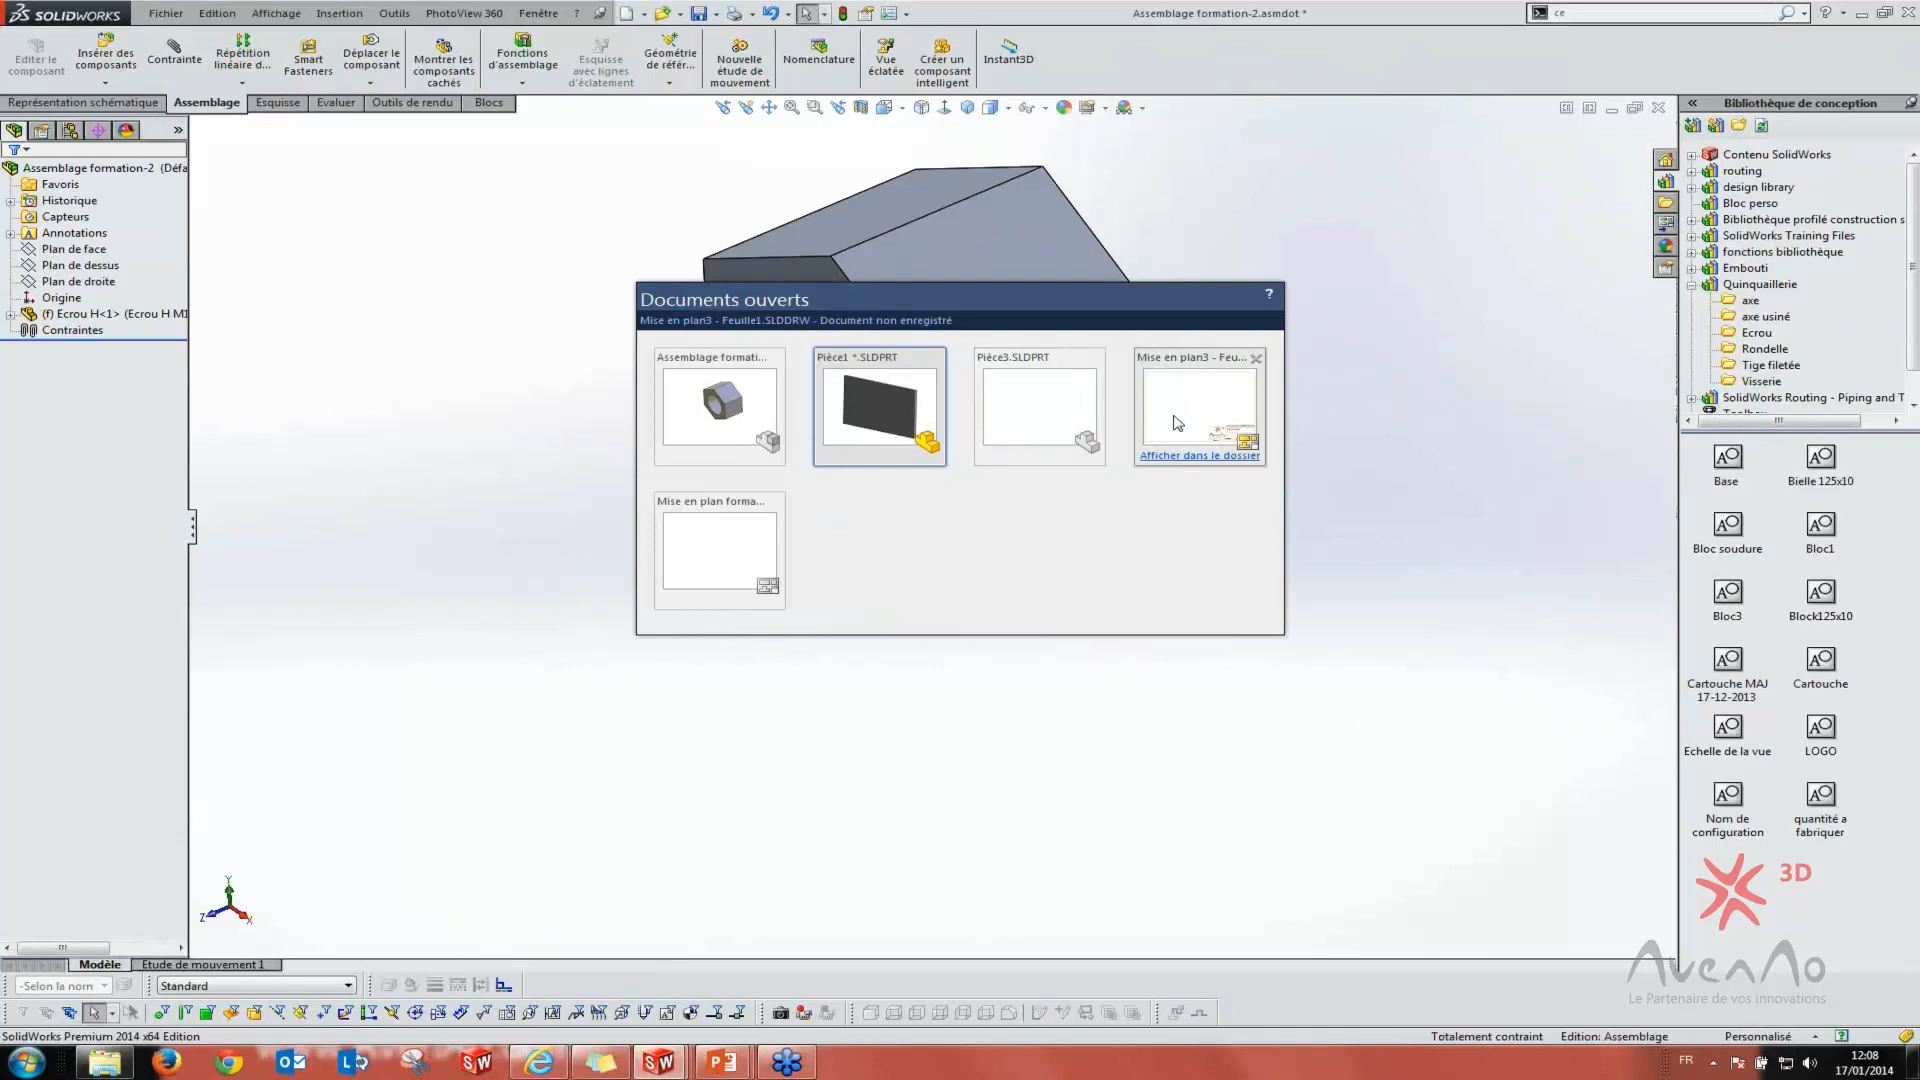 SOLIDWORKS
Fichier Edition Affichage Insertion Outils PhotoView 360 Fenêtre ?
Assemblage formation-2.asmdot *
ce
Editer le composant
Insérer des composants
Contrainte
Répétition linéaire d...
Smart Fasteners
Déplacer le composant
Montrer les composants cachés
Fonctions d'assemblage
Esquisse avec lignes d'éclatement
Géométrie de référ...
Nouvelle étude de mouvement
Nomenclature
Vue éclatée
Créer un composant intelligent
Instant3D
Représentation schématique Assemblage Esquisse Evaluer Outils de rendu Blocs
Assemblage formation-2 (Défa
Favoris
Historique
Capteurs
Annotations
Plan de face
Plan de dessus
Plan de droite
Origine
(f) Ecrou H<1> (Ecrou H MI
Contraintes
Documents ouverts
?
Mise en plan3 - Feuille1.SLDDRW - Document non enregistré
Assemblage formati...
Pièce1 *.SLDPRT
Pièce3.SLDPRT
Mise en plan3 - Feu...
Afficher dans le dossier
Mise en plan forma...
Bibliothèque de conception
Contenu SolidWorks
routing
design library
Bloc perso
Bibliothèque profilé construction s
SolidWorks Training Files
fonctions bibliothèque
Embouti
Quinquaillerie
axe
axe usiné
Ecrou
Rondelle
Tige filetée
Visserie
SolidWorks Routing - Piping and T
Base
Bielle 125x10
Bloc soudure
Bloc1
Bloc3
Block125x10
Cartouche MAJ 17-12-2013
Cartouche
Echelle de la vue
LOGO
Nom de configuration
quantité a fabriquer
3D
AvenAo
Le Partenaire de vos innovations
Y
Z
X
Modèle Etude de mouvement 1
-Selon la norn
Standard
SolidWorks Premium 2014 x64 Edition
Totalement contraint
Edition: Assemblage
Personnalisé
FR
12:08
17/01/2014